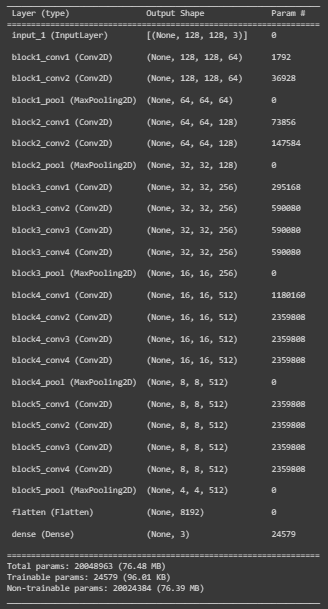 Layer (type) Output Shape Param #
=================================================================
input_1 (InputLayer) [(None, 128, 128, 3)] 0
block1_conv1 (Conv2D) (None, 128, 128, 64) 1792
block1_conv2 (Conv2D) (None, 128, 128, 64) 36928
block1_pool (MaxPooling2D) (None, 64, 64, 64) 0
block2_conv1 (Conv2D) (None, 64, 64, 128) 73856
block2_conv2 (Conv2D) (None, 64, 64, 128) 147584
block2_pool (MaxPooling2D) (None, 32, 32, 128) 0
block3_conv1 (Conv2D) (None, 32, 32, 256) 295168
block3_conv2 (Conv2D) (None, 32, 32, 256) 590080
block3_conv3 (Conv2D) (None, 32, 32, 256) 590080
block3_conv4 (Conv2D) (None, 32, 32, 256) 590080
block3_pool (MaxPooling2D) (None, 16, 16, 256) 0
block4_conv1 (Conv2D) (None, 16, 16, 512) 1180160
block4_conv2 (Conv2D) (None, 16, 16, 512) 2359808
block4_conv3 (Conv2D) (None, 16, 16, 512) 2359808
block4_conv4 (Conv2D) (None, 16, 16, 512) 2359808
block4_pool (MaxPooling2D) (None, 8, 8, 512) 0
block5_conv1 (Conv2D) (None, 8, 8, 512) 2359808
block5_conv2 (Conv2D) (None, 8, 8, 512) 2359808
block5_conv3 (Conv2D) (None, 8, 8, 512) 2359808
block5_conv4 (Conv2D) (None, 8, 8, 512) 2359808
block5_pool (MaxPooling2D) (None, 4, 4, 512) 0
flatten (Flatten) (None, 8192) 0
dense (Dense) (None, 3) 24579
=================================================================
Total params: 20048963 (76.48 MB)
Trainable params: 24579 (96.01 KB)
Non-trainable params: 20024384 (76.39 MB)